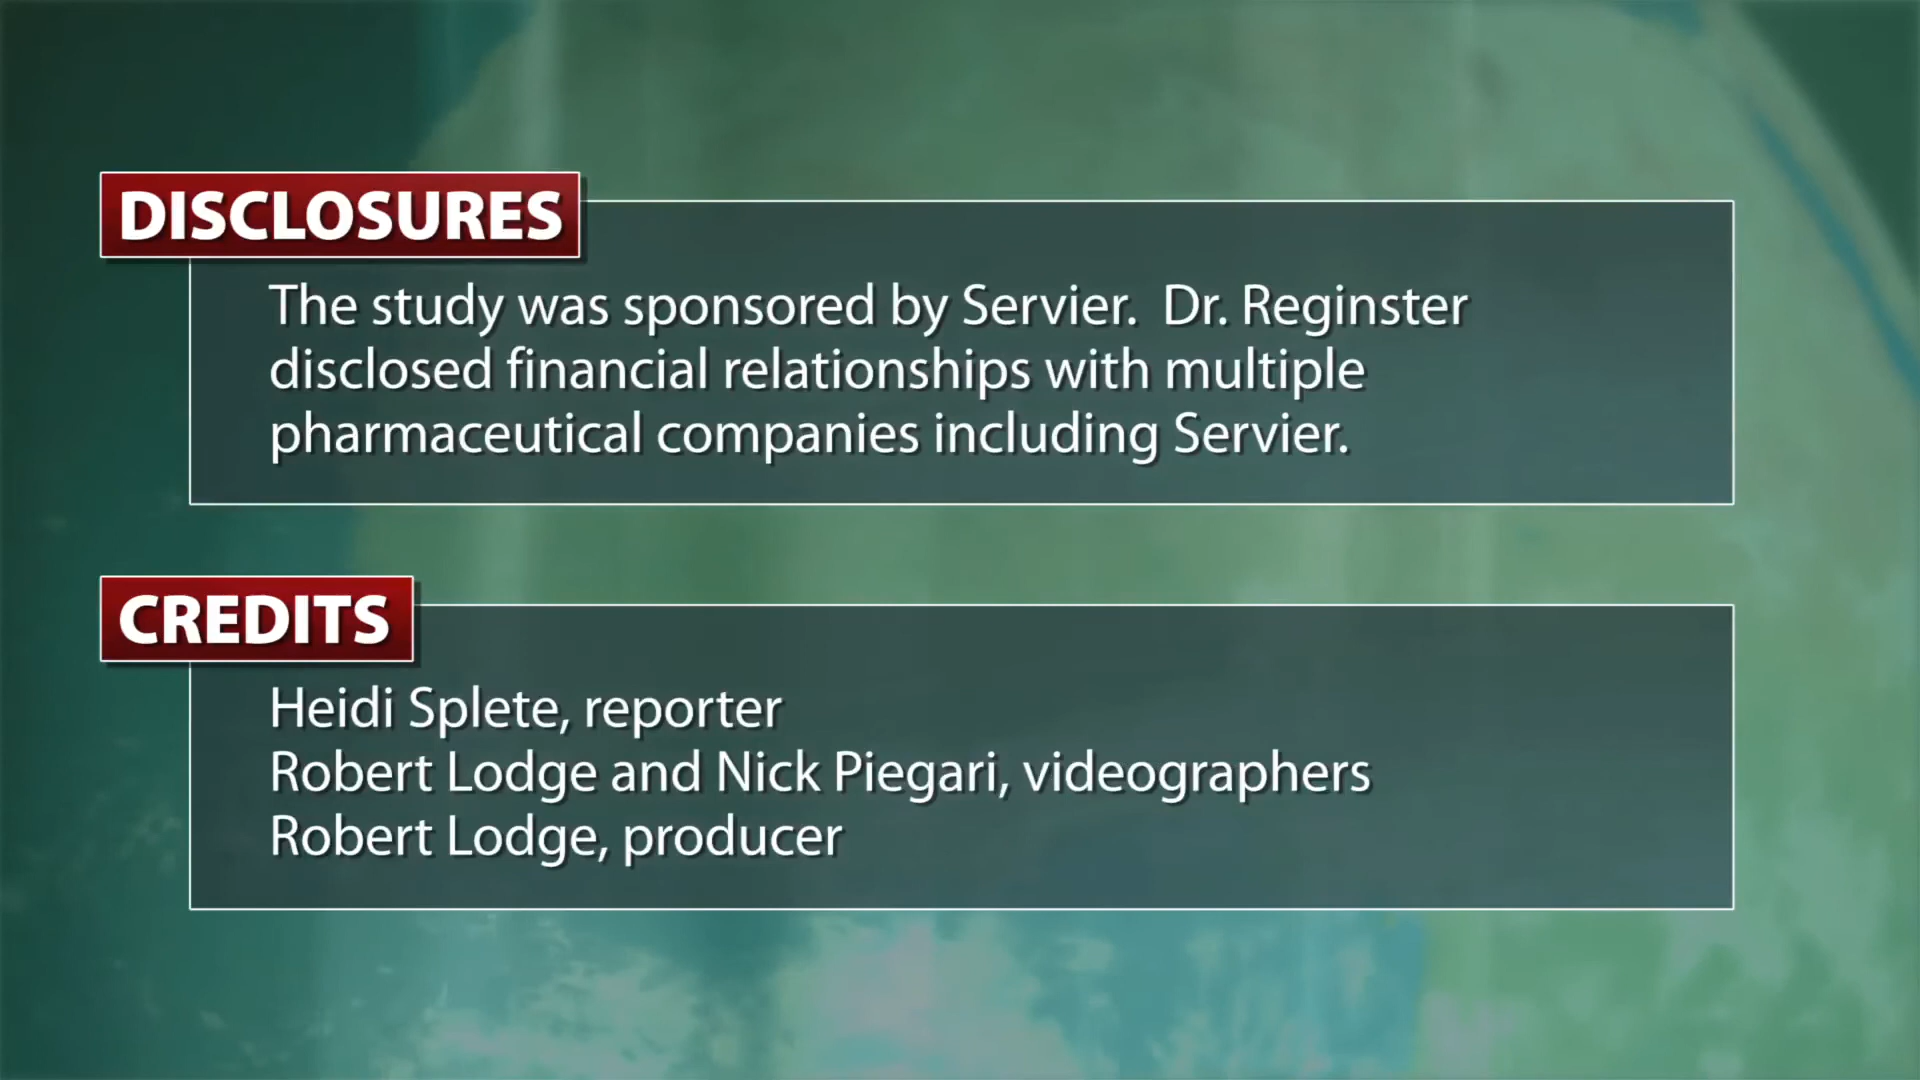 DISCLOSURES
The study was sponsored by Servier.  Dr. Reginster
disclosed financial relationships with multiple
pharmaceutical companies including Servier.
CREDITS
Heidi Splete, reporter
Robert Lodge and Nick Piegari, videographers
Robert Lodge, producer